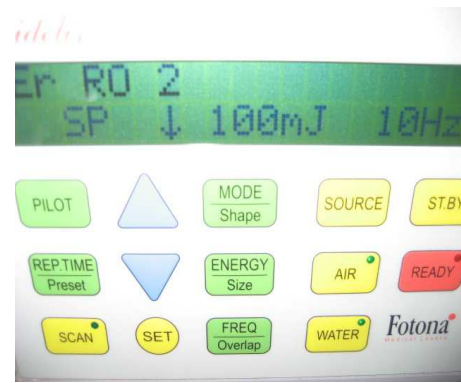 Er RO 2
SP ↓ 100mJ 10Hz
PILOT
MODE
Shape
SOURCE
ST.BY
REP.TIME
Preset
ENERGY
Size
AIR
READY
SCAN
SET
FREQ
Overlap
WATER
Fotona